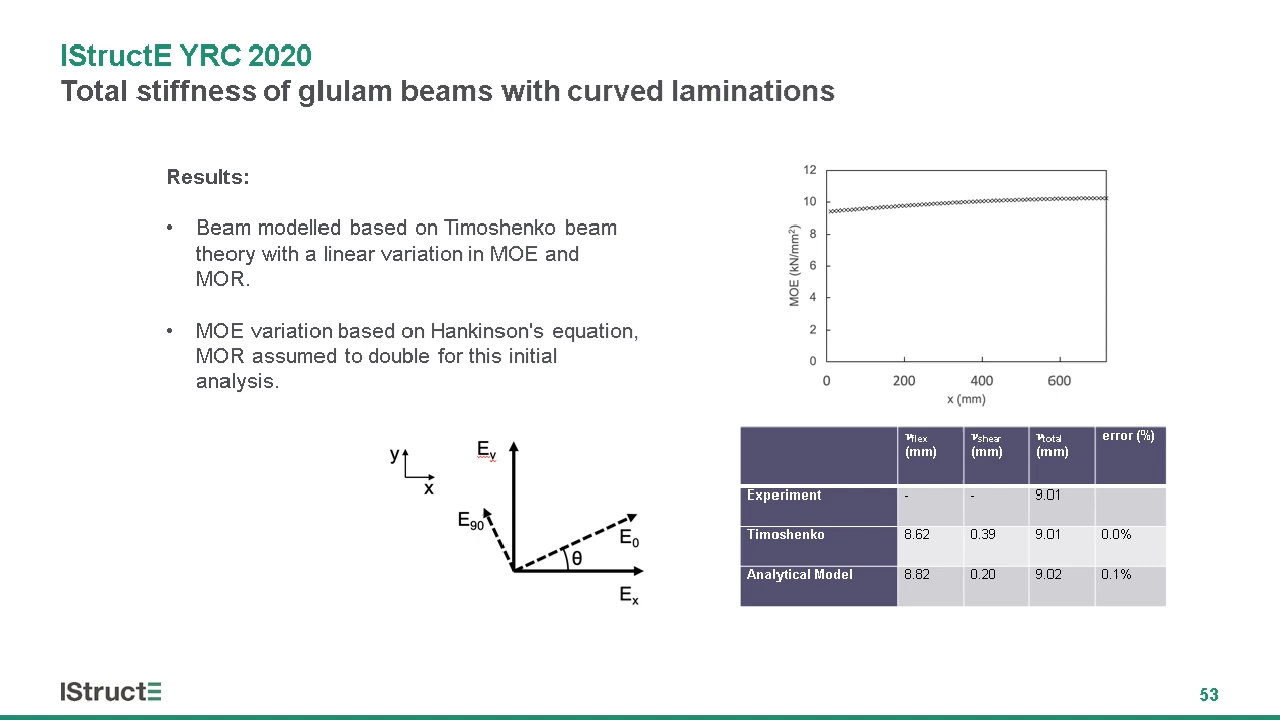 IStructE YRC 2020
Total stiffness of glulam beams with curved laminations
Results:
• Beam modelled based on Timoshenko beam
theory with a linear variation in MOE and
MOR.
• MOE variation based on Hankinson's equation,
MOR assumed to double for this initial
analysis.
y
x
Ey
E90
E0
θ
Ex
12
10
8
6
4
2
0
MOE (kN/mm²)
0 200 400 600
x (mm)
νflex (mm) νshear (mm) νtotal (mm) error (%)
Experiment - - 9.01
Timoshenko 8.62 0.39 9.01 0.0%
Analytical Model 8.82 0.20 9.02 0.1%
IStructE
53